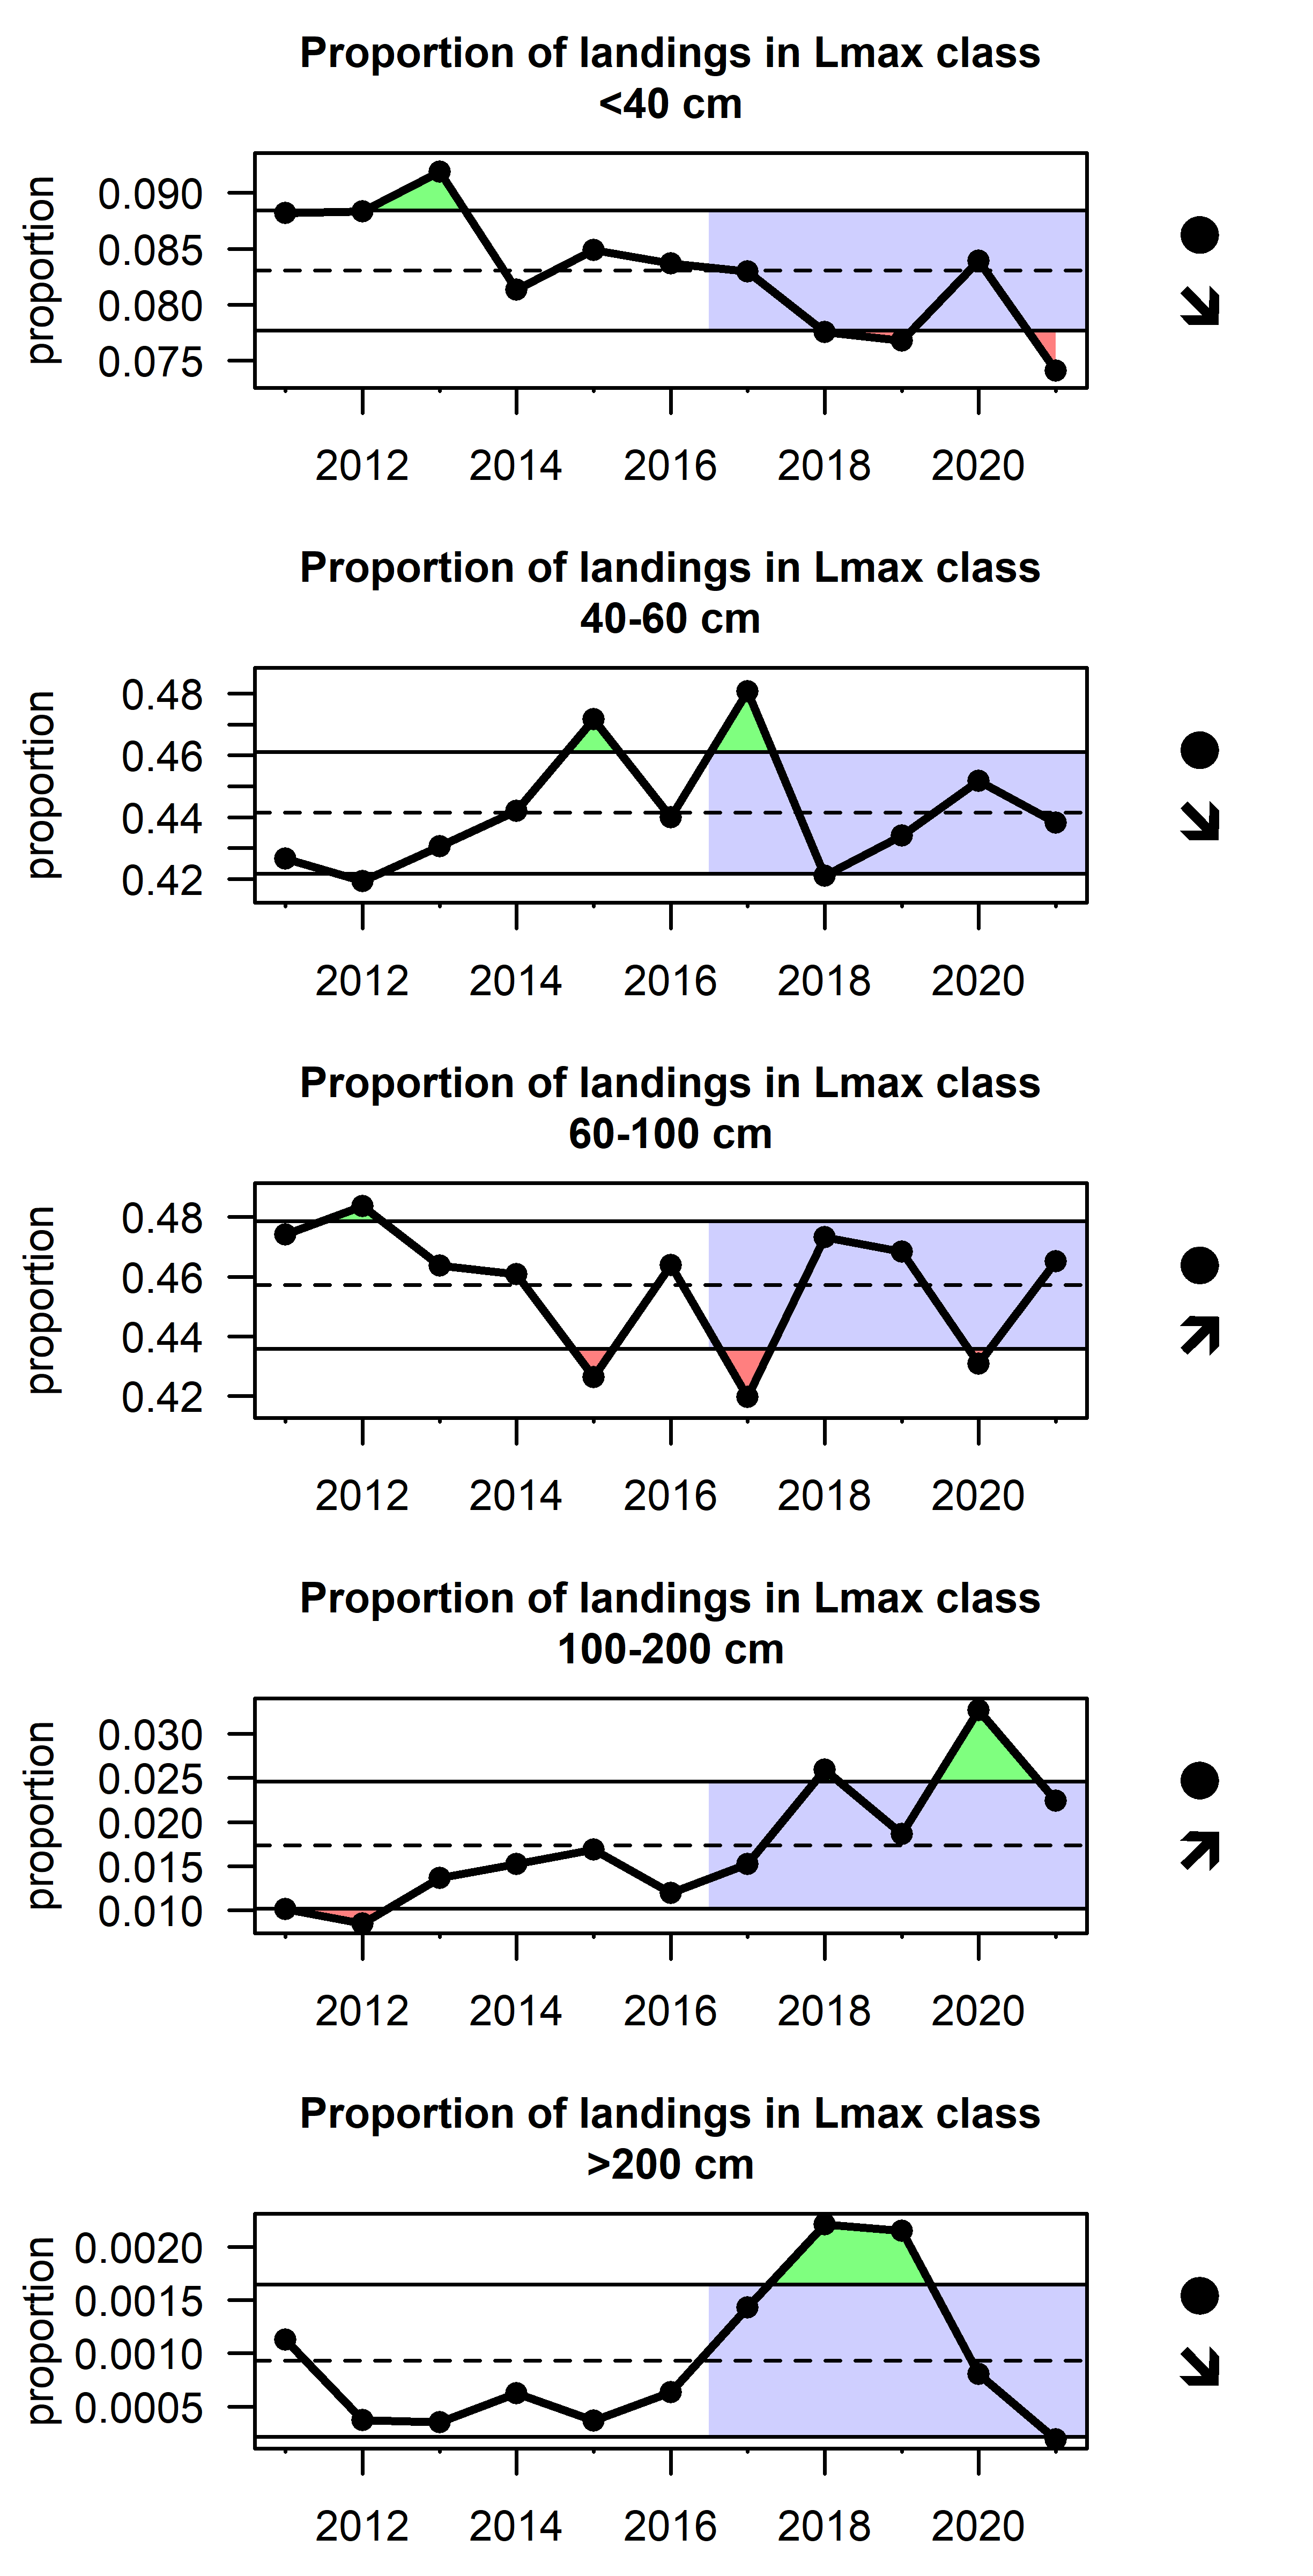 Proportion of landings in Lmax class
<40 cm
proportion
0.090
0.085
0.080
0.075
2012 2014 2016 2018 2020
Proportion of landings in Lmax class
40-60 cm
proportion
0.48
0.46
0.44
0.42
2012 2014 2016 2018 2020
Proportion of landings in Lmax class
60-100 cm
proportion
0.48
0.46
0.44
0.42
2012 2014 2016 2018 2020
Proportion of landings in Lmax class
100-200 cm
proportion
0.030
0.025
0.020
0.015
0.010
2012 2014 2016 2018 2020
Proportion of landings in Lmax class
>200 cm
proportion
0.0020
0.0015
0.0010
0.0005
2012 2014 2016 2018 2020